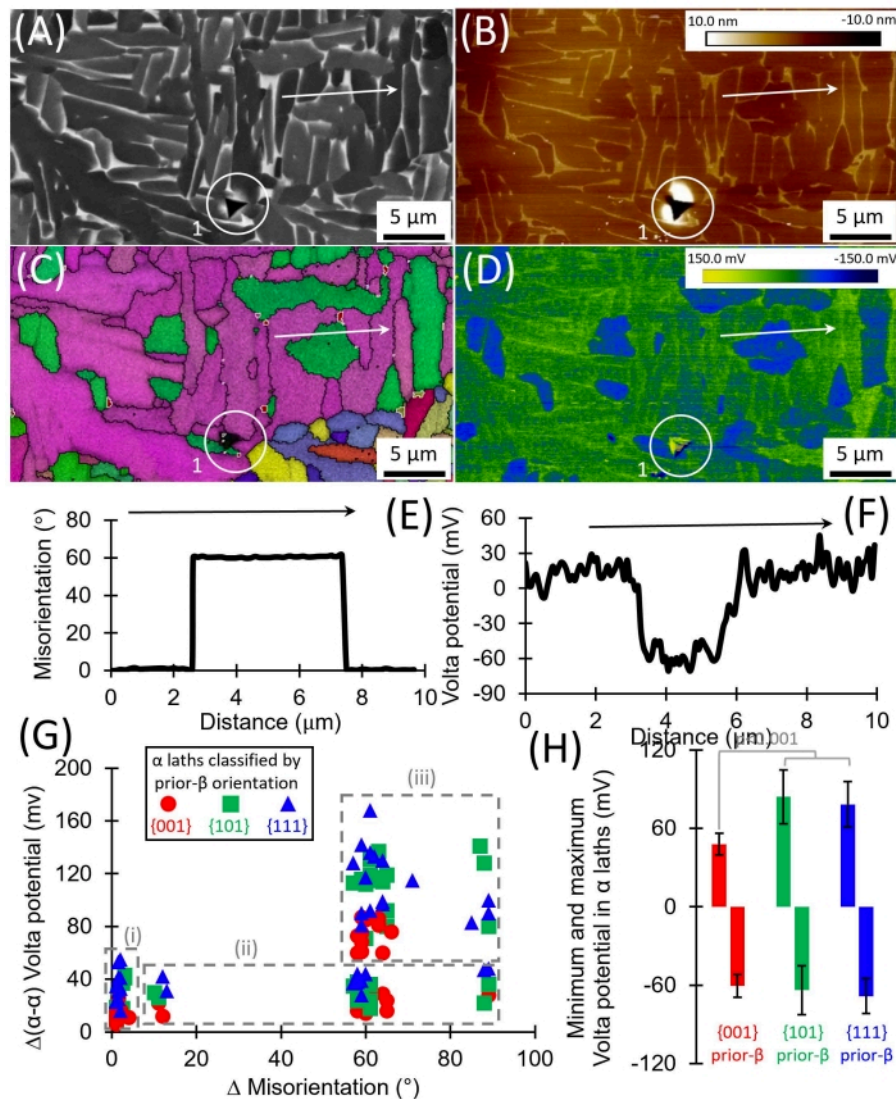 (A)
1
5 μm
(B)
10.0 nm
-10.0 nm
1
5 μm
(C)
1
5 μm
(D)
150.0 mV
-150.0 mV
1
5 μm
(E)
Misorientation (°)
80
60
40
20
0
0 2 4 6 8 10
Distance (μm)
(F)
Volta potential (mV)
60
30
0
-30
-60
-90
0 2 4 6 8 10
Distance (μm)
(G)
Δ(α-α) Volta potential (mv)
200
160
120
80
40
0
0 20 40 60 80 100
Δ Misorientation (°)
α laths classified by
prior-β orientation
{001} {101} {111}
(i)
(ii)
(iii)
(H)
Minimum and maximum
Volta potential in α laths
(mV)
120
60
0
-60
-120
{001} {101} {111}
prior-β prior-β prior-β